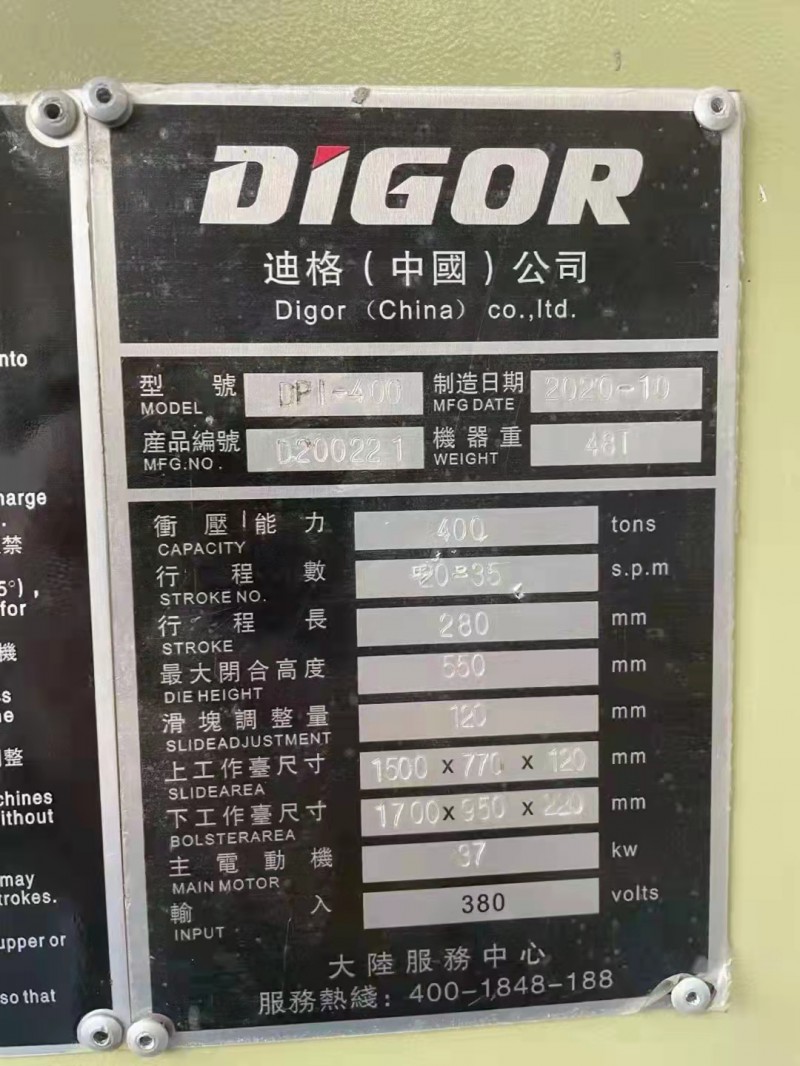 DiGOR
迪格(中國)公司
Digor (China) co.,ltd.
型 號 DP1-400 制造日期 2020-10
MODEL MFG DATE
産品編號 D200221 機器重 48T
MFG.NO. WEIGHT
衝壓能力 400 tons
CAPACITY
行程數 20-35 s.p.m
STROKE NO.
行程長 280 mm
STROKE
最大閉合高度 550 mm
DIE HEIGHT
滑塊調整量 120 mm
SLIDEADJUSTMENT
上工作臺尺寸 1500 x 770 x 120 mm
SLIDEAREA
下工作臺尺寸 1700 x 950 x 220 mm
BOLSTERAREA
主電動機 37 kw
MAIN MOTOR
輸入 380 volts
INPUT
大陸服務中心
服務熱綫: 400-1848-188
nto
harge
.
禁
5°),
for
機
s
e
整
chines
ithout
may
trokes.
upper or
so that